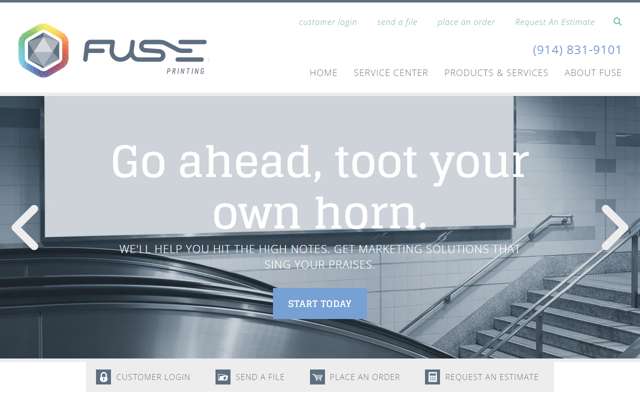 customer login send a file place an order Request An Estimate
FUSE
PRINTING
(914) 831-9101
HOME SERVICE CENTER PRODUCTS & SERVICES ABOUT FUSE
Go ahead, toot your
own horn.
WE'LL HELP YOU HIT THE HIGH NOTES. GET MARKETING SOLUTIONS THAT
SING YOUR PRAISES.
START TODAY
CUSTOMER LOGIN SEND A FILE PLACE AN ORDER REQUEST AN ESTIMATE